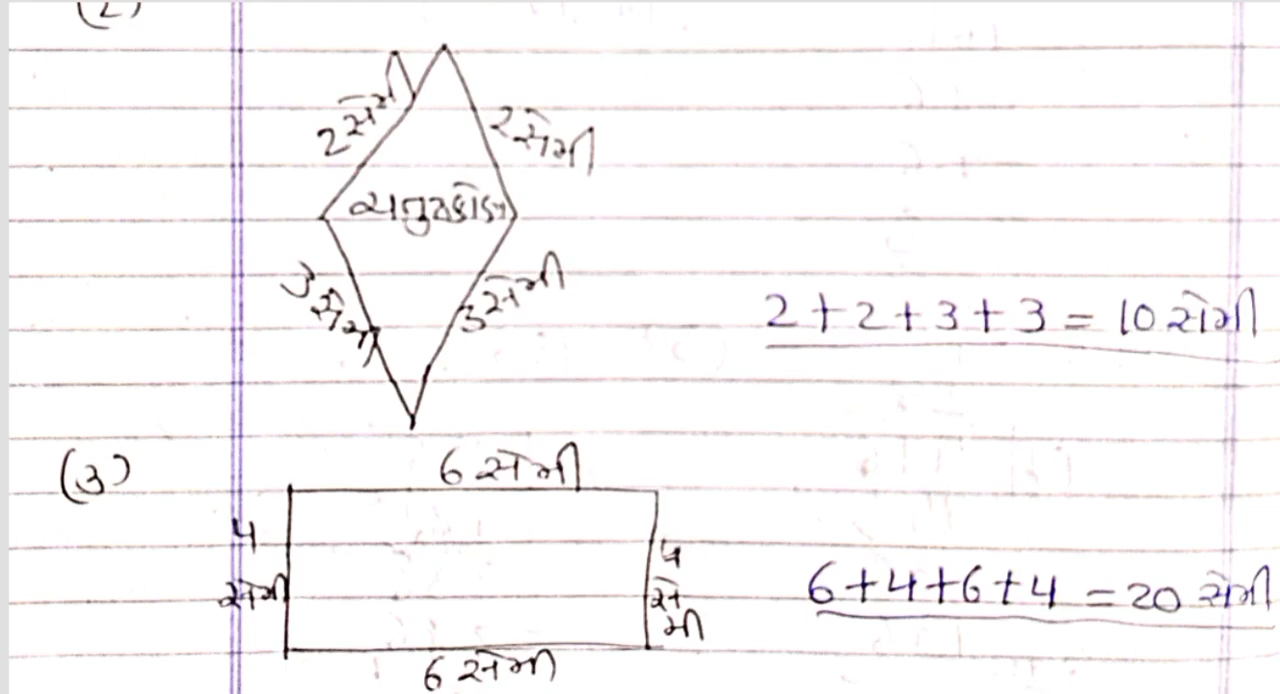 (2)
2 सेमी 2 सेमी
3 सेमी 3 सेमी
2 + 2 + 3 + 3 = 10 सेमी
(3) 6 सेमी
4 4
सेमी से
मी
6 + 4 + 6 + 4 = 20 सेमी
6 सेमी